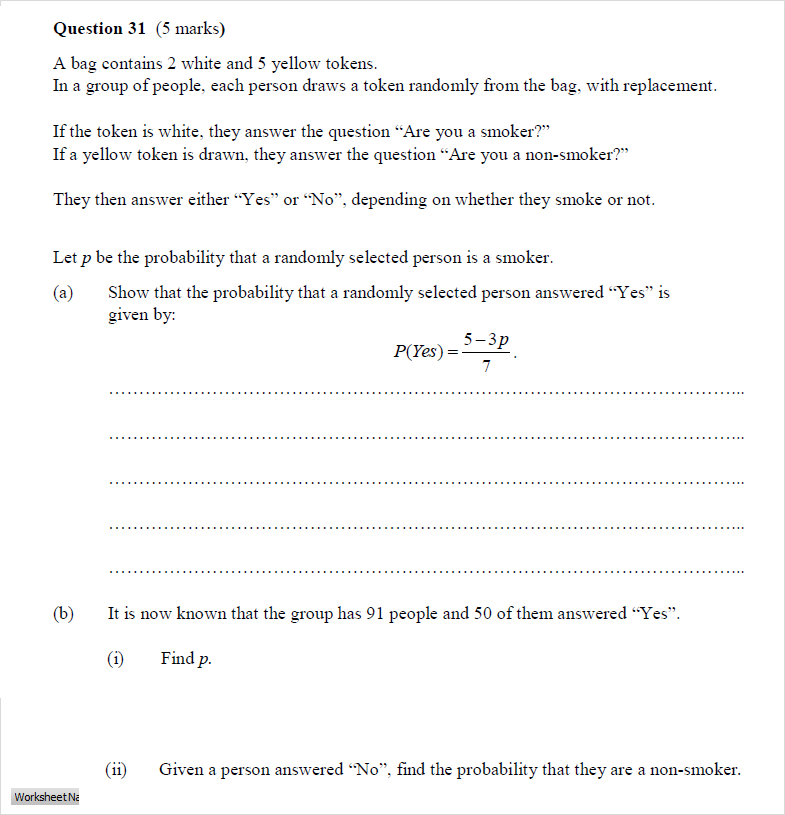 Question 31 (5 marks)
A bag contains 2 white and 5 yellow tokens.
In a group of people, each person draws a token randomly from the bag, with replacement.
If the token is white, they answer the question “Are you a smoker?”
If a yellow token is drawn, they answer the question “Are you a non-smoker?”
They then answer either “Yes” or “No”, depending on whether they smoke or not.
Let p be the probability that a randomly selected person is a smoker.
(a) Show that the probability that a randomly selected person answered “Yes” is
given by:
P(Yes) = (5 − 3p)/7.
(b) It is now known that the group has 91 people and 50 of them answered “Yes”.
(i) Find p.
(ii) Given a person answered “No”, find the probability that they are a non-smoker.
Worksheet Na